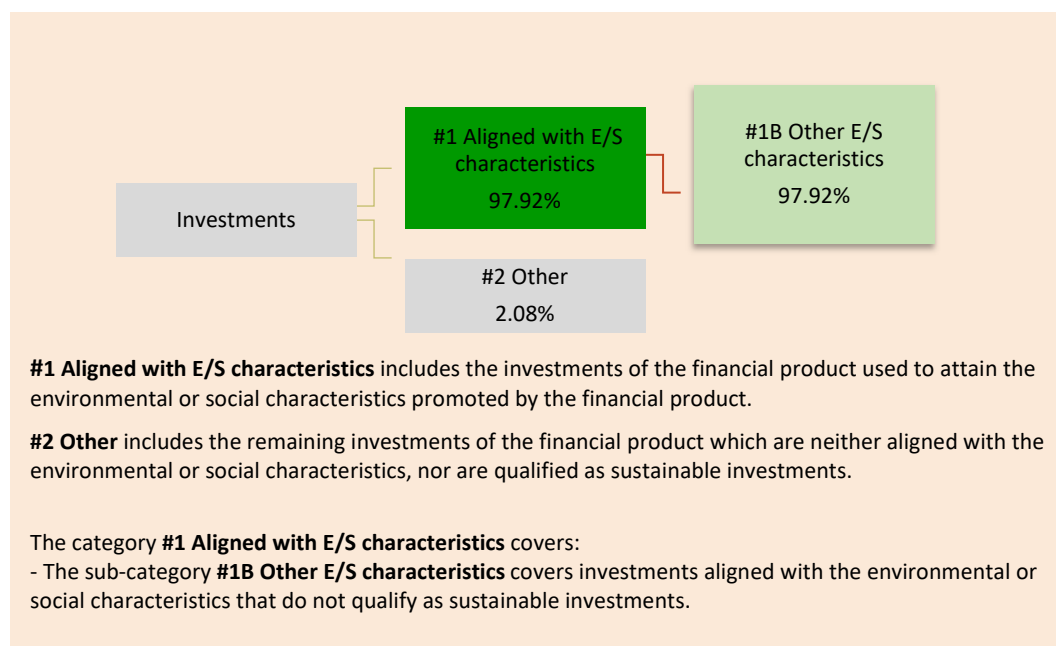 #1 Aligned with E/S
characteristics
97.92%
#1B Other E/S
characteristics
97.92%
Investments
#2 Other
2.08%
#1 Aligned with E/S characteristics includes the investments of the financial product used to attain the
environmental or social characteristics promoted by the financial product.
#2 Other includes the remaining investments of the financial product which are neither aligned with the
environmental or social characteristics, nor are qualified as sustainable investments.
The category #1 Aligned with E/S characteristics covers:
- The sub-category #1B Other E/S characteristics covers investments aligned with the environmental or
social characteristics that do not qualify as sustainable investments.